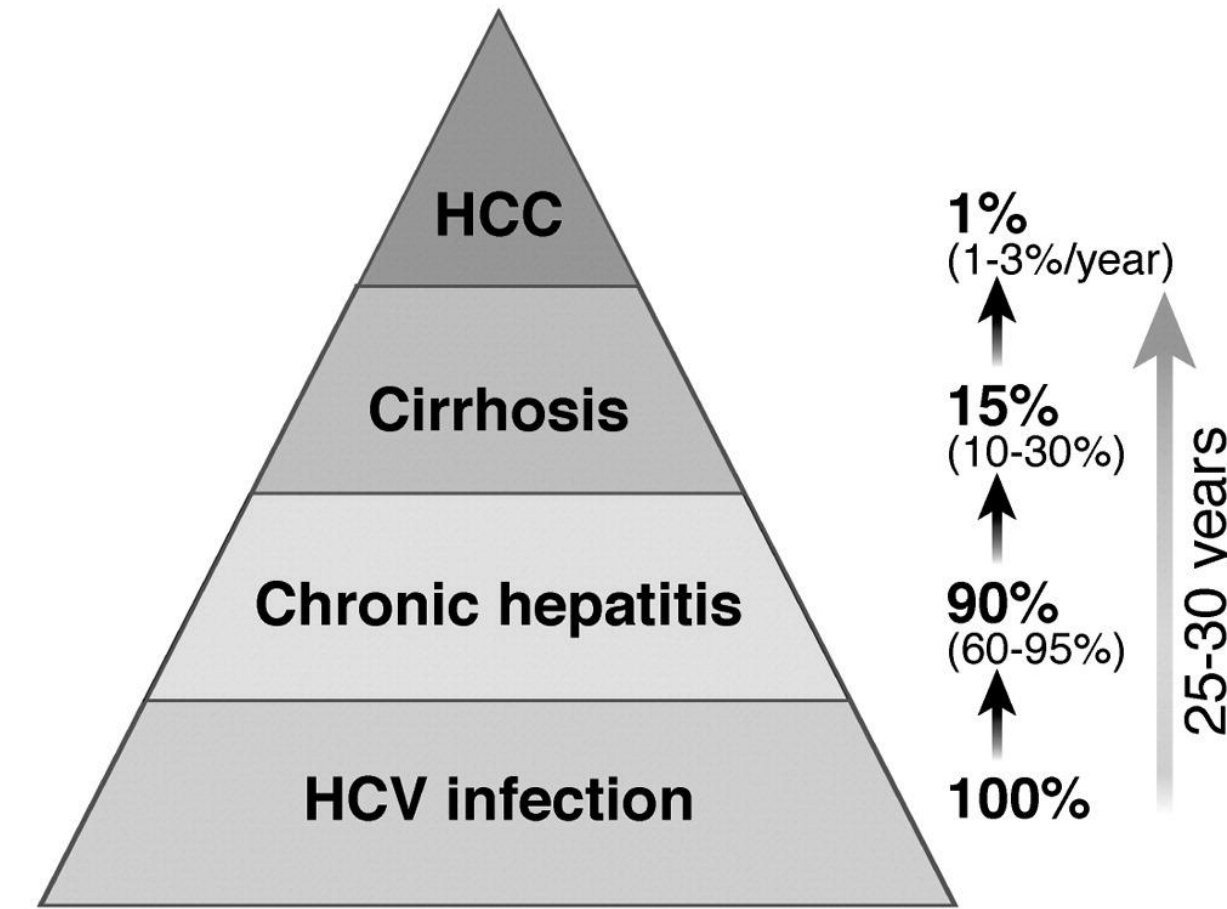 HCC
1%
(1-3%/year)
Cirrhosis
15%
(10-30%)
Chronic hepatitis
90%
(60-95%)
HCV infection
100%
25-30 years